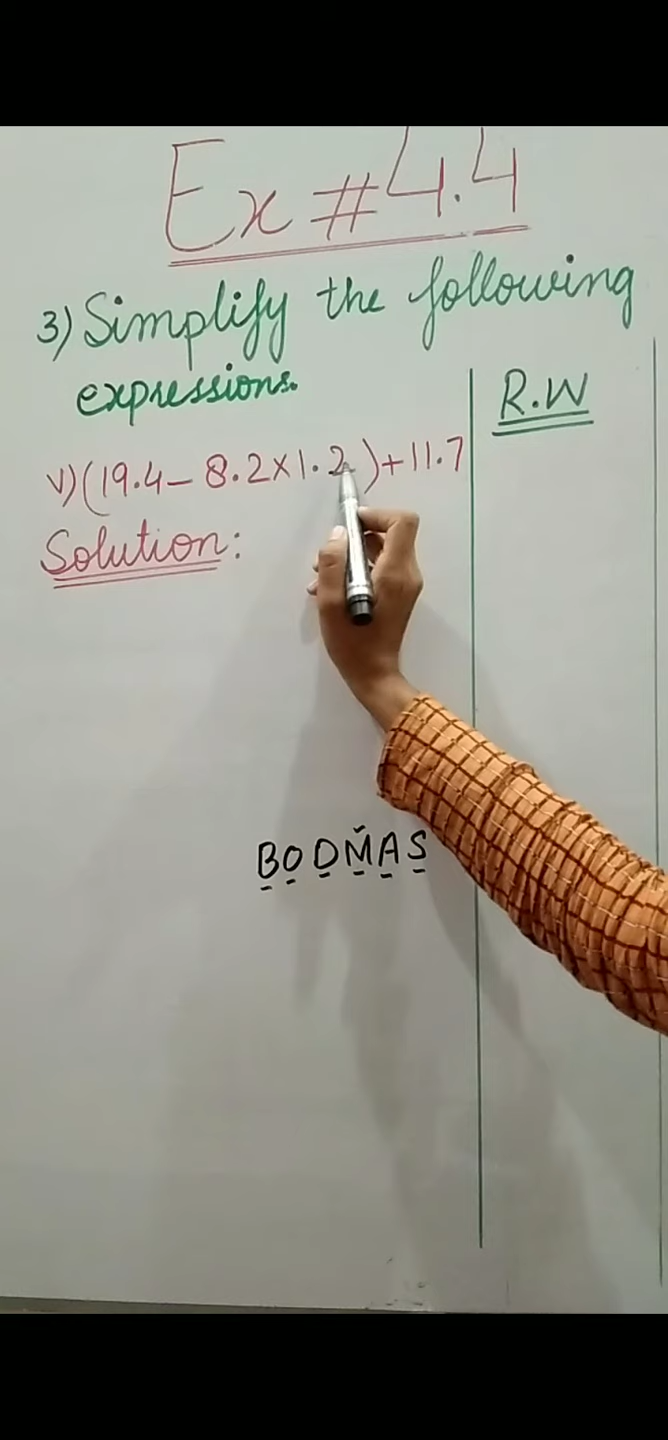 Ex # 4.4
3) Simplify the following
expressions.
R.W
v) (19.4 - 8.2 × 1.2) + 11.7
Solution:
BODMAS